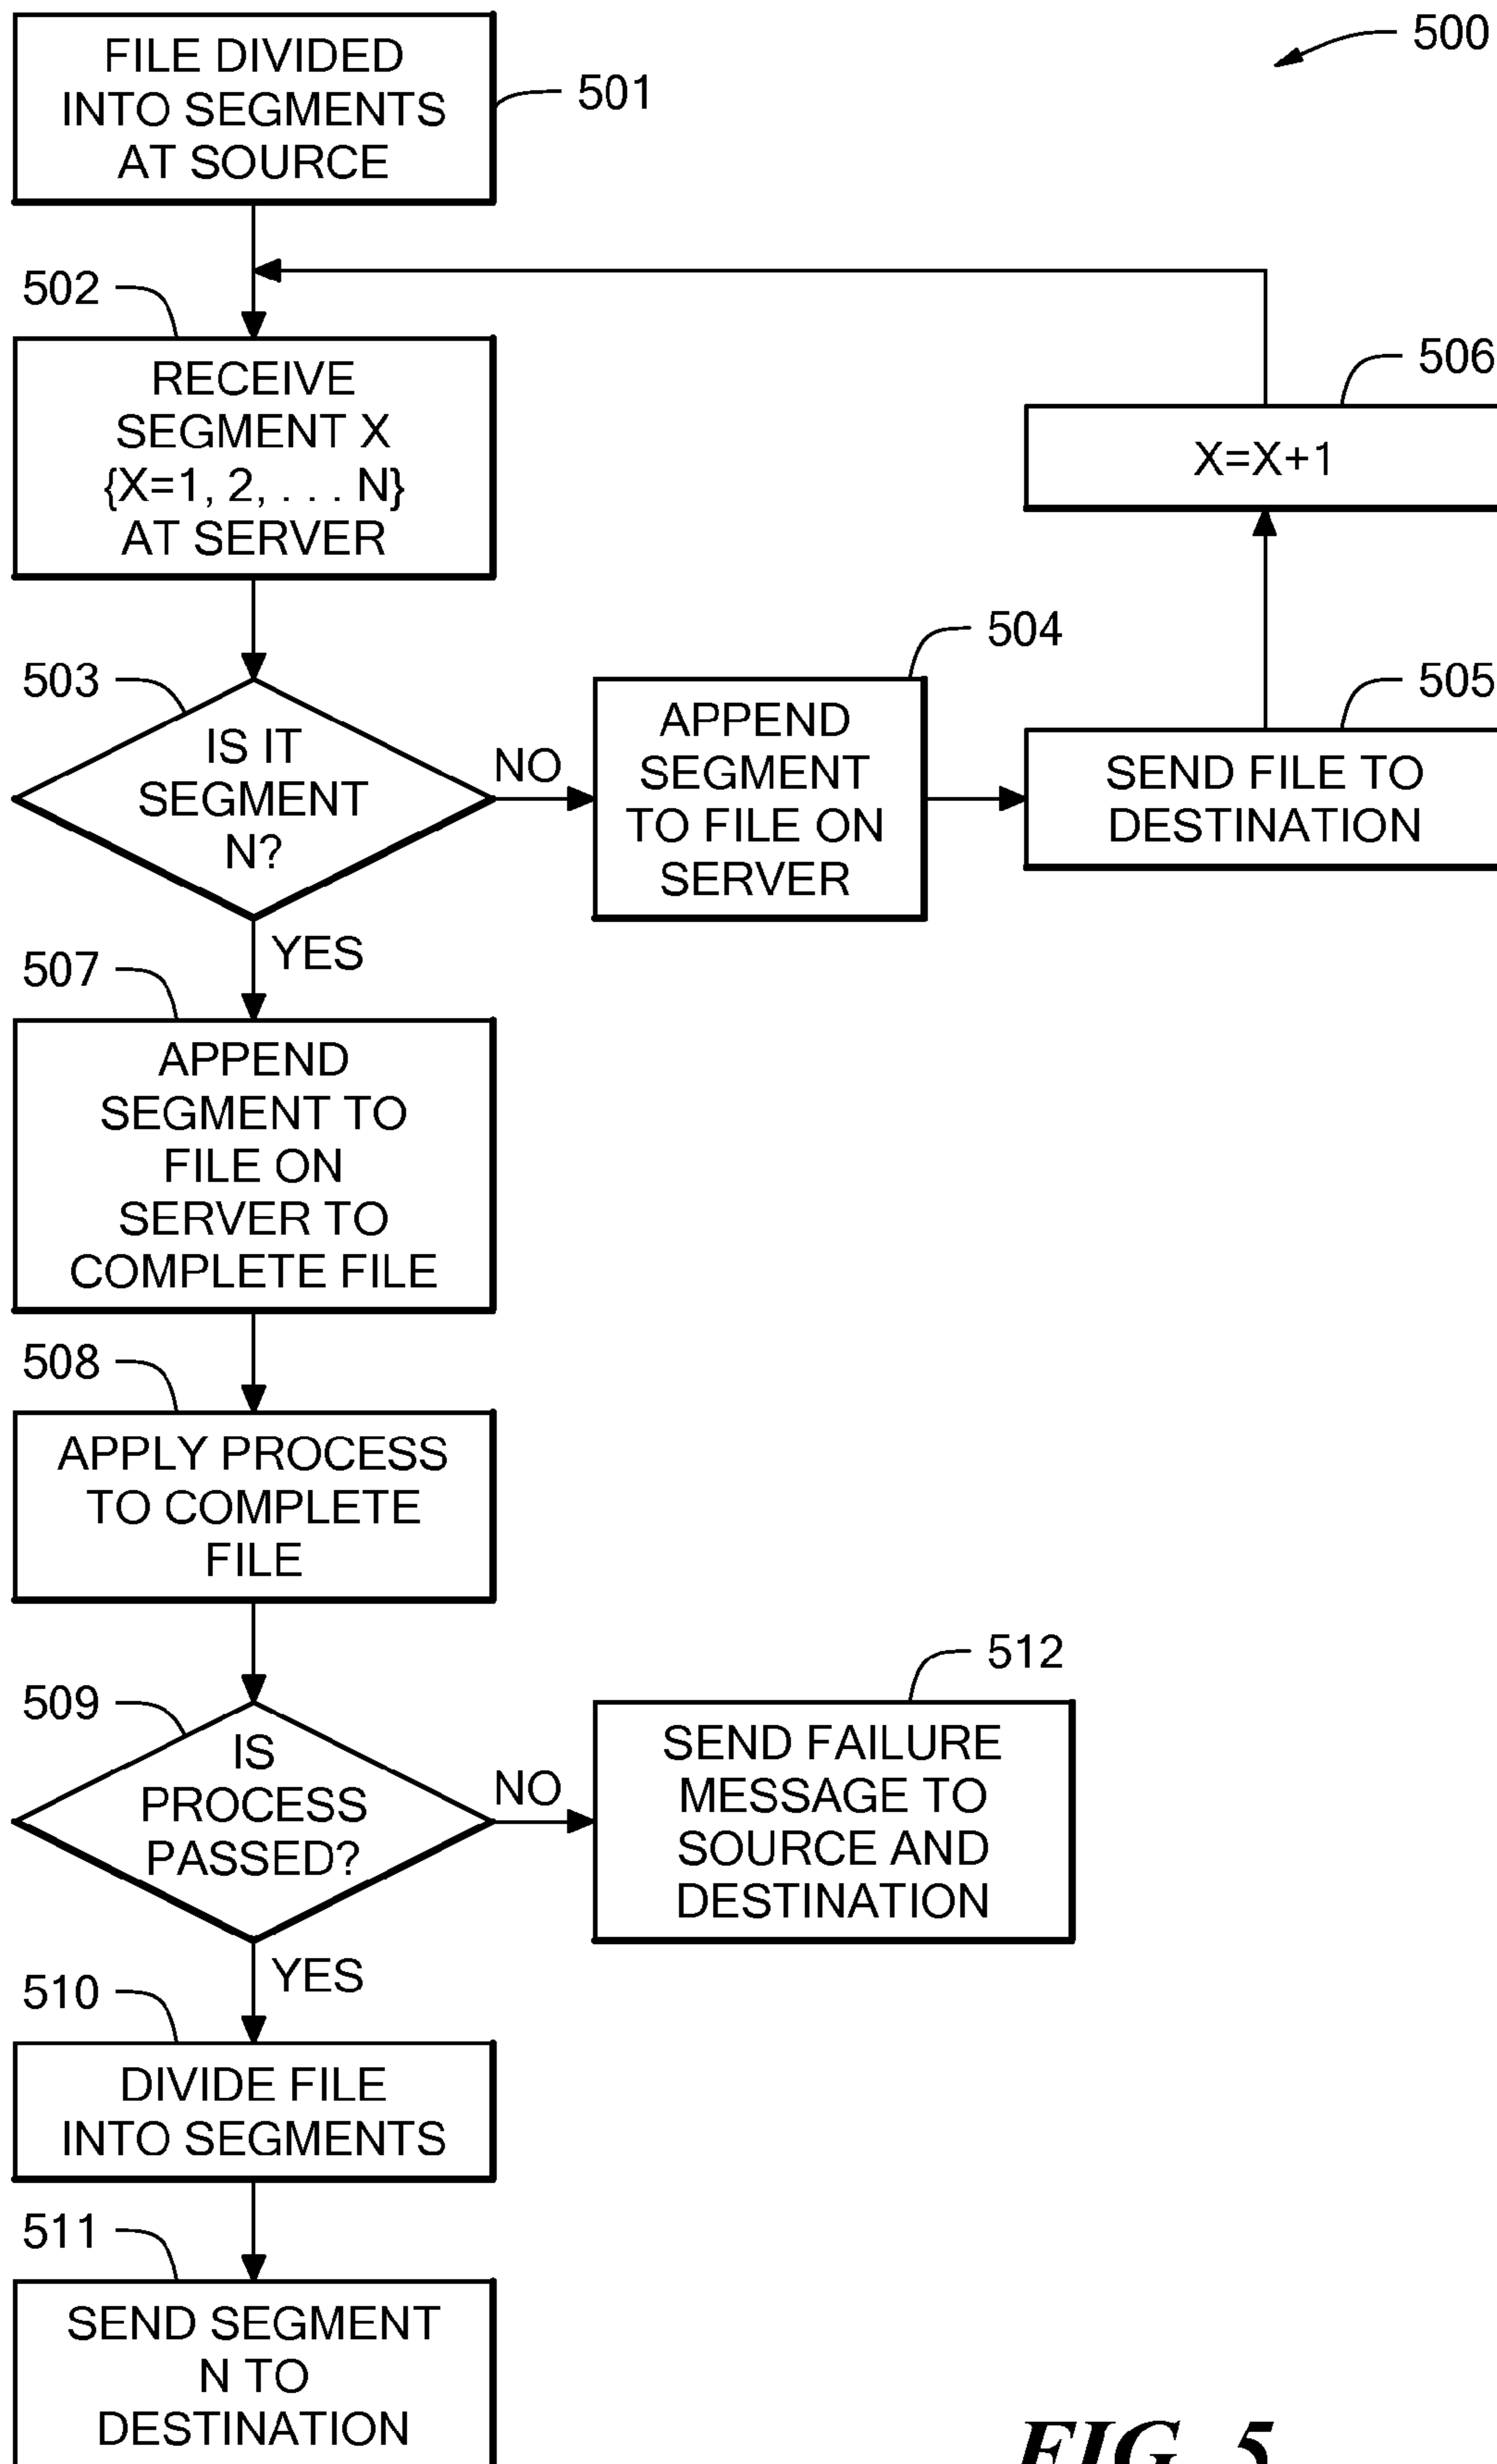 500
FILE DIVIDED
INTO SEGMENTS
AT SOURCE
501
502
RECEIVE
SEGMENT X
{X=1, 2, . . . N}
AT SERVER
506
X=X+1
503
IS IT
SEGMENT
N?
NO
504
APPEND
SEGMENT
TO FILE ON
SERVER
505
SEND FILE TO
DESTINATION
YES
507
APPEND
SEGMENT TO
FILE ON
SERVER TO
COMPLETE FILE
508
APPLY PROCESS
TO COMPLETE
FILE
509
IS
PROCESS
PASSED?
NO
512
SEND FAILURE
MESSAGE TO
SOURCE AND
DESTINATION
YES
510
DIVIDE FILE
INTO SEGMENTS
511
SEND SEGMENT
N TO
DESTINATION
FIG. 5